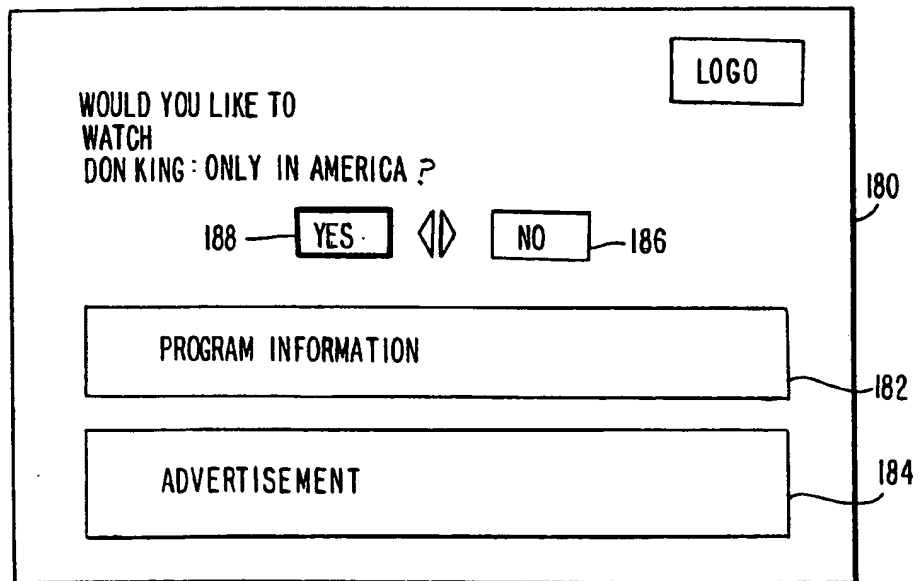 LOGO
WOULD YOU LIKE TO
WATCH
DON KING: ONLY IN AMERICA ?
180
188 YES NO 186
PROGRAM INFORMATION
182
ADVERTISEMENT
184